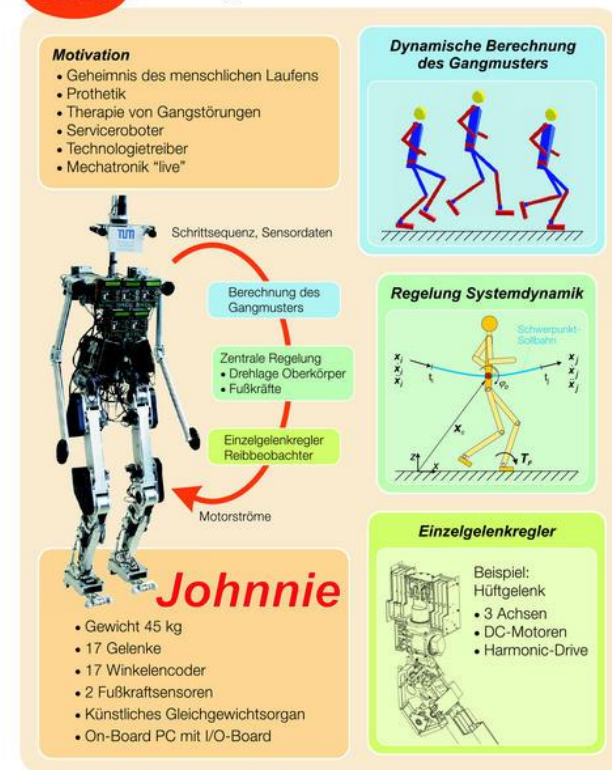 Motivation
• Geheimnis des menschlichen Laufens
• Prothetik
• Therapie von Gangstörungen
• Serviceroboter
• Technologietreiber
• Mechatronik "live"
Dynamische Berechnung
des Gangmusters
TUM
Schrittsequenz, Sensordaten
Berechnung des
Gangmusters
Zentrale Regelung
• Drehlage Oberkörper
• Fußkräfte
Einzelgelenkregler
Reibbeobachter
Motorströme
Regelung Systemdynamik
Schwerpunkt-
Sollbahn
Johnnie
• Gewicht 45 kg
• 17 Gelenke
• 17 Winkelencoder
• 2 Fußkraftsensoren
• Künstliches Gleichgewichtsorgan
• On-Board PC mit I/O-Board
Einzelgelenkregler
Beispiel:
Hüftgelenk
• 3 Achsen
• DC-Motoren
• Harmonic-Drive